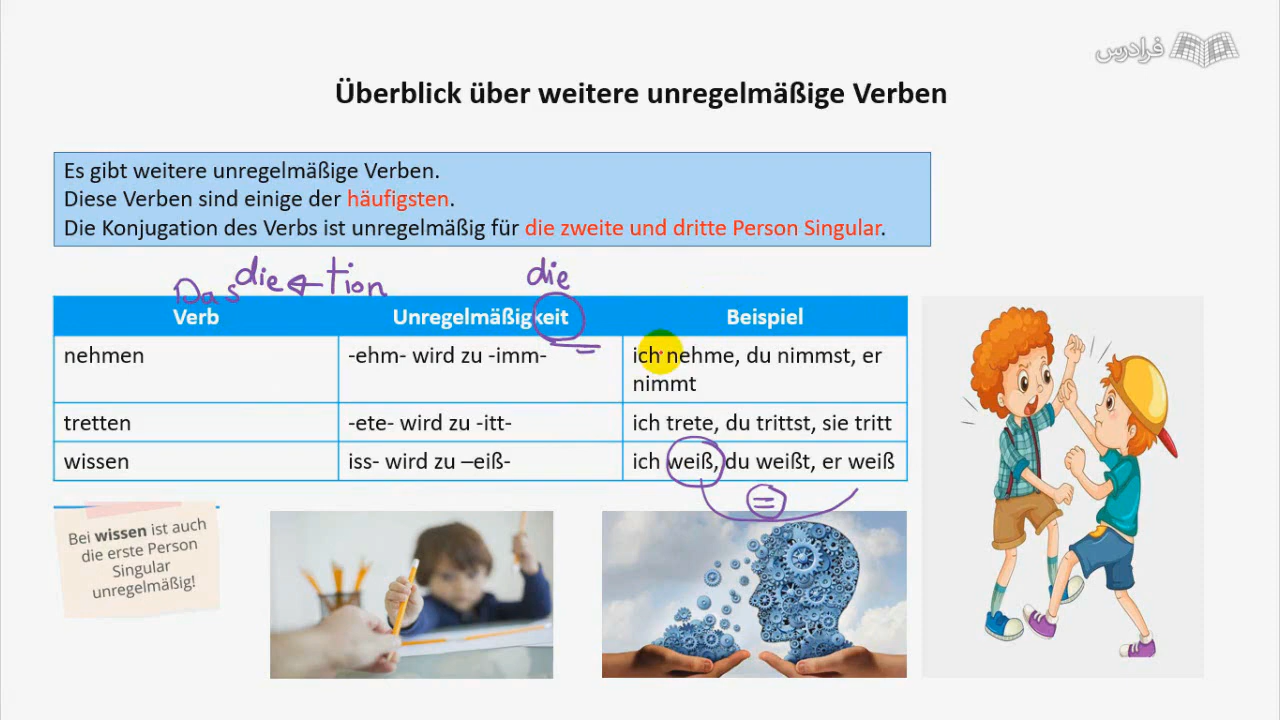 فرادرس
Überblick über weitere unregelmäßige Verben
Es gibt weitere unregelmäßige Verben.
Diese Verben sind einige der häufigsten.
Die Konjugation des Verbs ist unregelmäßig für die zweite und dritte Person Singular.
Das die ← tion die
Verb Unregelmäßigkeit Beispiel
nehmen -ehm- wird zu -imm- ich nehme, du nimmst, er
nimmt
tretten -ete- wird zu -itt- ich trete, du trittst, sie tritt
wissen iss- wird zu –eiß- ich weiß, du weißt, er weiß
=
Bei wissen ist auch
die erste Person
Singular
unregelmäßig!